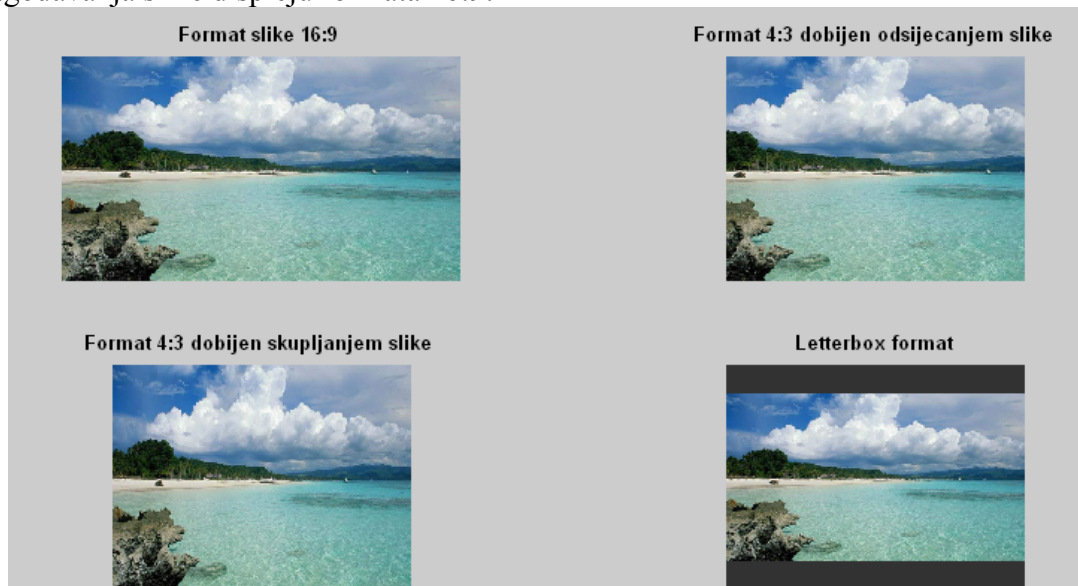 Format slike 16:9
Format 4:3 dobijen odsijecanjem slike
Format 4:3 dobijen skupljanjem slike
Letterbox format